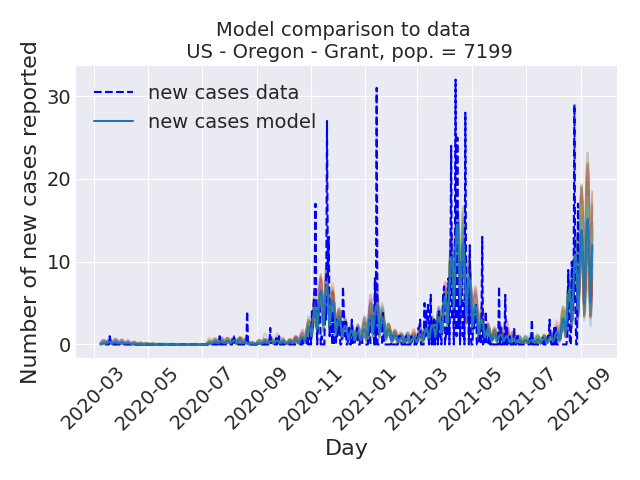 Model comparison to data
US - Oregon - Grant, pop. = 7199
Number of new cases reported
30
20
10
0
new cases data
new cases model
2020-03
2020-05
2020-07
2020-09
2020-11
2021-01
2021-03
2021-05
2021-07
2021-09
Day